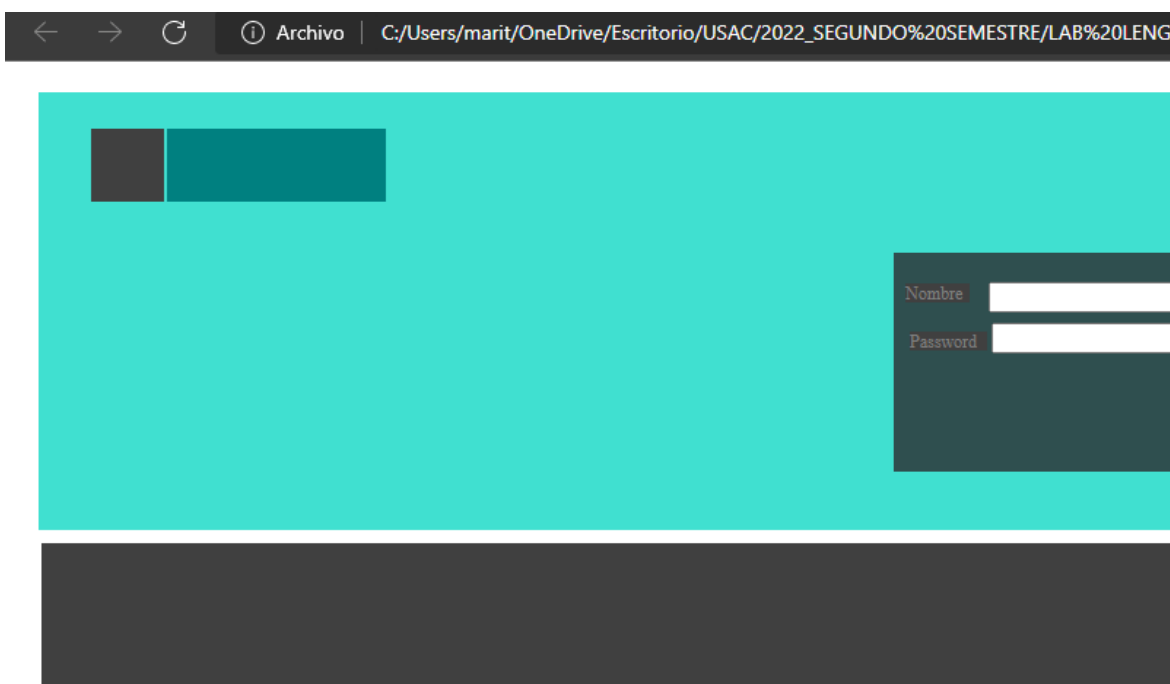 Archivo C:/Users/marit/OneDrive/Escritorio/USAC/2022_SEGUNDO%20SEMESTRE/LAB%20LENG
Nombre
Password